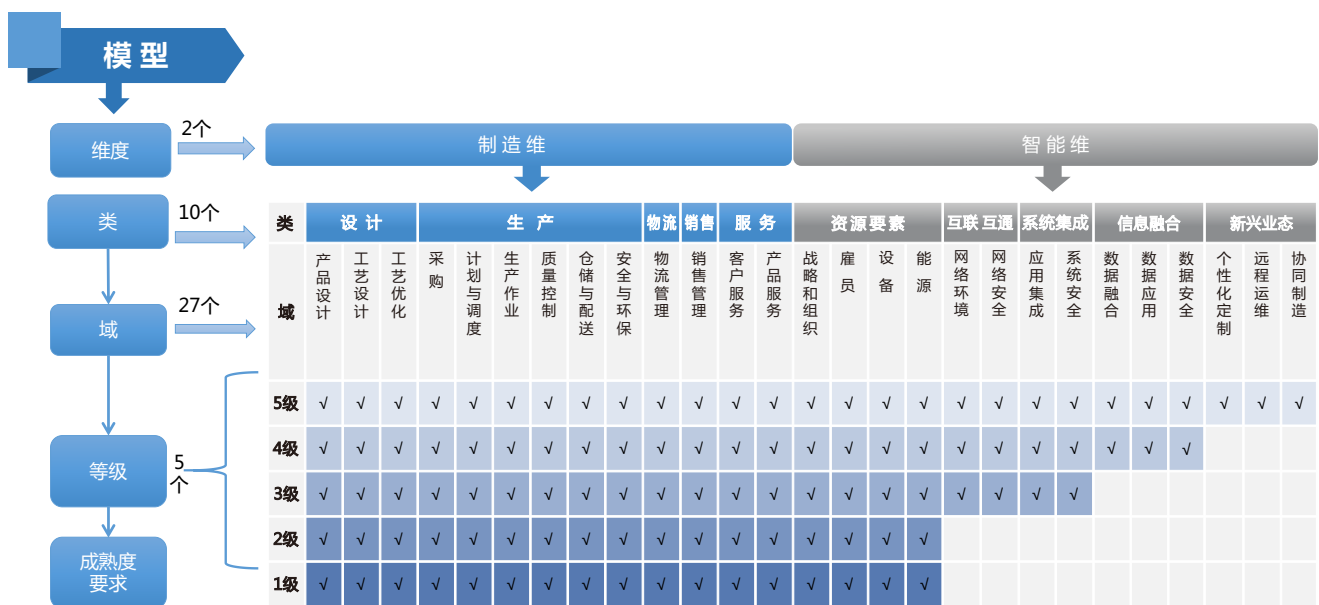 模型
维度
2个
制造维
智能维
类
10个
类 设计 生产 物流 销售 服务 资源要素 互联互通 系统集成 信息融合 新兴业态
域
27个
域 产品设计 工艺设计 工艺优化 采购 计划与调度 生产作业 质量控制 仓储与配送 安全与环保 物流管理 销售管理 客户服务 产品服务 战略和组织 雇员 设备 能源 网络环境 网络安全 应用集成 系统安全 数据融合 数据应用 数据安全 个性化定制 远程运维 协同制造
等级
5个
5级 √ √ √ √ √ √ √ √ √ √ √ √ √ √ √ √ √ √ √ √ √ √ √ √ √ √ √
4级 √ √ √ √ √ √ √ √ √ √ √ √ √ √ √ √ √ √ √ √ √ √ √ √
3级 √ √ √ √ √ √ √ √ √ √ √ √ √ √ √ √ √ √ √ √ √
2级 √ √ √ √ √ √ √ √ √ √ √ √ √ √ √ √ √
1级 √ √ √ √ √ √ √ √ √ √ √ √ √ √ √ √ √
成熟度
要求